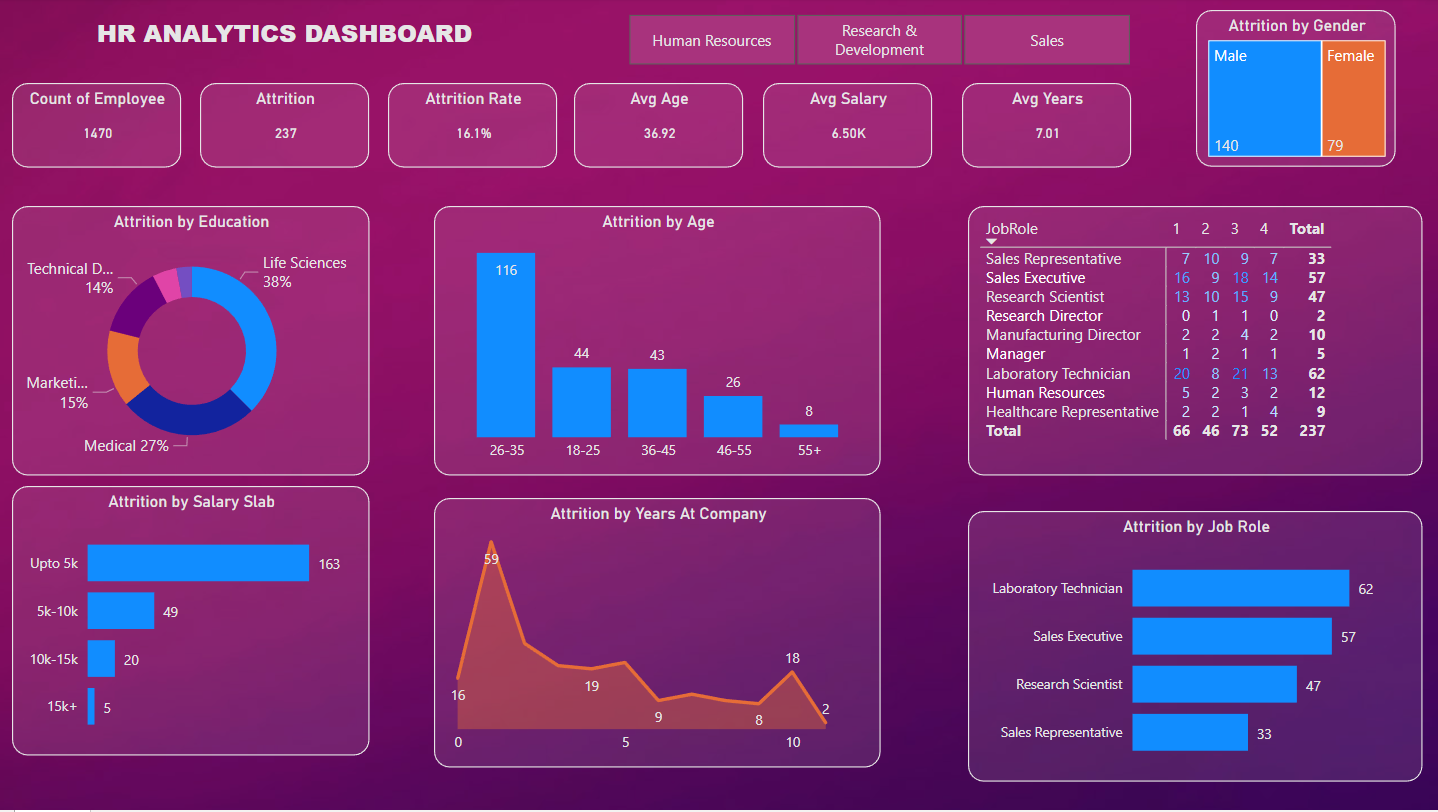 HR ANALYTICS DASHBOARD
Human Resources
Research &
Development
Sales
Attrition by Gender
Male
Female
140
79
Count of Employee
1470
Attrition
237
Attrition Rate
16.1%
Avg Age
36.92
Avg Salary
6.50K
Avg Years
7.01
Attrition by Education
Life Sciences
38%
Technical D...
14%
Marketi...
15%
Medical 27%
Attrition by Age
116
44
43
26
8
26-35 18-25 36-45 46-55 55+
JobRole 1 2 3 4 Total
Sales Representative 7 10 9 7 33
Sales Executive 16 9 18 14 57
Research Scientist 13 10 15 9 47
Research Director 0 1 1 0 2
Manufacturing Director 2 2 4 2 10
Manager 1 2 1 1 5
Laboratory Technician 20 8 21 13 62
Human Resources 5 2 3 2 12
Healthcare Representative 2 2 1 4 9
Total 66 46 73 52 237
Attrition by Salary Slab
Upto 5k 163
5k-10k 49
10k-15k 20
15k+ 5
Attrition by Years At Company
59
16
19
9
8
18
2
0 5 10
Attrition by Job Role
Laboratory Technician 62
Sales Executive 57
Research Scientist 47
Sales Representative 33